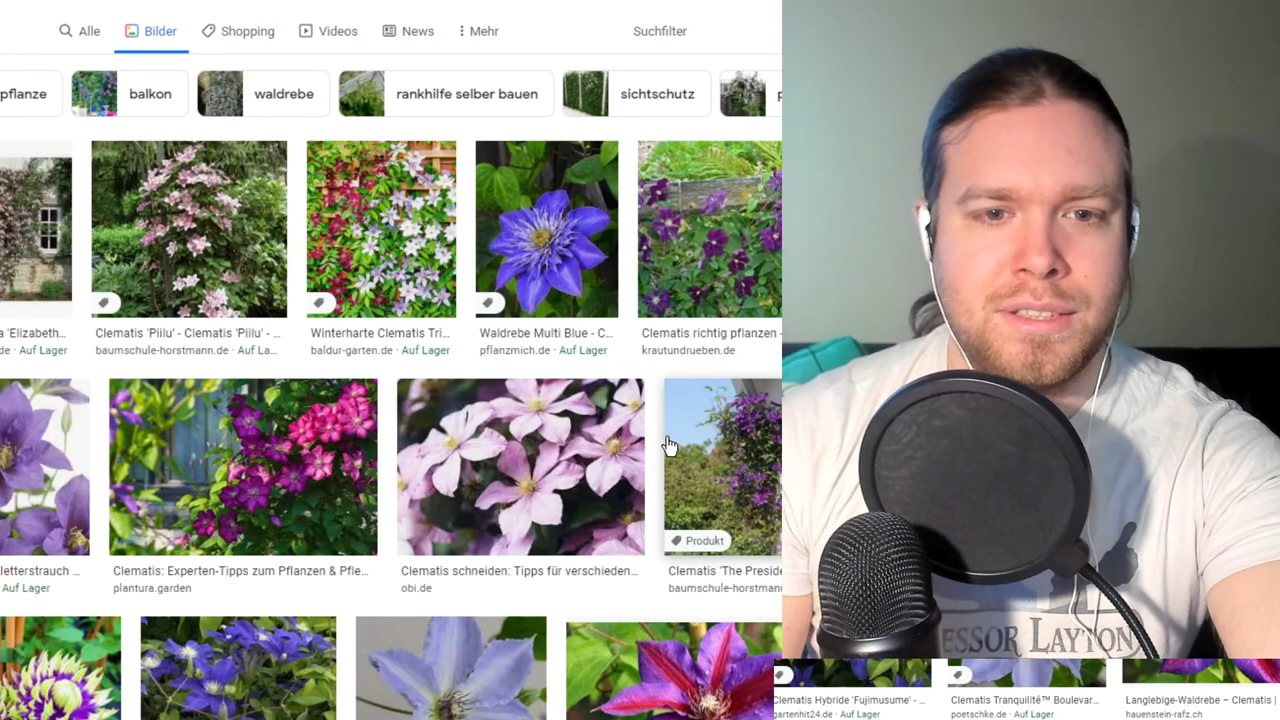 Alle
Bilder
Shopping
Videos
News
Mehr
Suchfilter
pflanze
balkon
waldrebe
rankhilfe selber bauen
sichtschutz
'Elizabeth...
de · Auf Lager
Clematis 'Piilu' - Clematis 'Piilu' - ...
baumschule-horstmann.de · Auf La...
Winterharte Clematis Tri...
baldur-garten.de · Auf Lager
Waldrebe Multi Blue - C...
pflanzmich.de · Auf Lager
Clematis richtig pflanzen -
krautundrueben.de
Produkt
letterstrauch ...
Auf Lager
Clematis: Experten-Tipps zum Pflanzen & Pfle...
plantura.garden
Clematis schneiden: Tipps für verschieden...
obi.de
Clematis 'The Preside
baumschule-horstmann
ESSOR LAYTON
Clematis Hybride 'Fujimusume' - ...
gartenhit24.de · Auf Lager
Clematis Tranquilité™ Boulevar...
poetschke.de · Auf Lager
Langlebige-Waldrebe – Clematis
hauenstein-rafz.ch